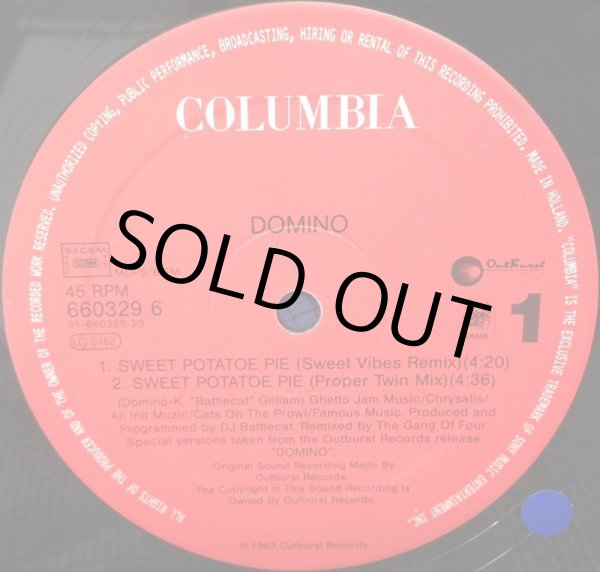 ALL RIGHTS OF THE PRODUCER AND OF THE OWNER OF THE RECORDED WORK RESERVED. UNAUTHORIZED COPYING, PUBLIC PERFORMANCE, BROADCASTING, HIRING OR RENTAL OF THIS RECORDING PROHIBITED. MADE IN HOLLAND. "COLUMBIA" IS THE EXCLUSIVE TRADEMARK OF SONY MUSIC ENTERTAINMENT INC.
COLUMBIA
DOMINO
SOLD OUT
SACEM
OutBurst
45 RPM
660329 6
01-660329-20
LC 0162
1
1. SWEET POTATOE PIE (Sweet Vibes Remix)(4:20)
2. SWEET POTATOE PIE (Proper Twin Mix)(4:36)
(Domino-K. "Battlecat" Gilliam) Ghetto Jam Music/Chrysalis/
All Init Muzic/Cats On The Prowl/Famous Music. Produced and
Programmed by DJ Battlecat. Remixed by The Gang Of Four.
Special versions taken from the Outburst Records release
"DOMINO".
Original Sound Recording Made By
Outburst Records.
The Copyright In This Sound Recording Is
Owned By Outburst Records.
℗ 1993 Outburst Records